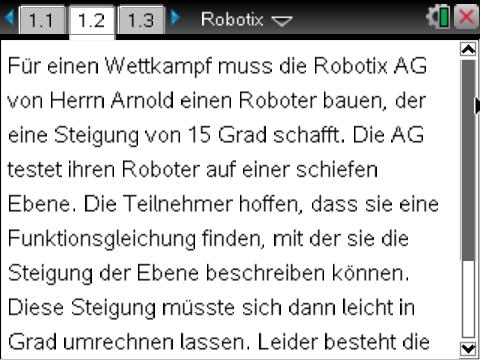 1.1 1.2 1.3 Robotix
Für einen Wettkampf muss die Robotix AG
von Herrn Arnold einen Roboter bauen, der
eine Steigung von 15 Grad schafft. Die AG
testet ihren Roboter auf einer schiefen
Ebene. Die Teilnehmer hoffen, dass sie eine
Funktionsgleichung finden, mit der sie die
Steigung der Ebene beschreiben können.
Diese Steigung müsste sich dann leicht in
Grad umrechnen lassen. Leider besteht die